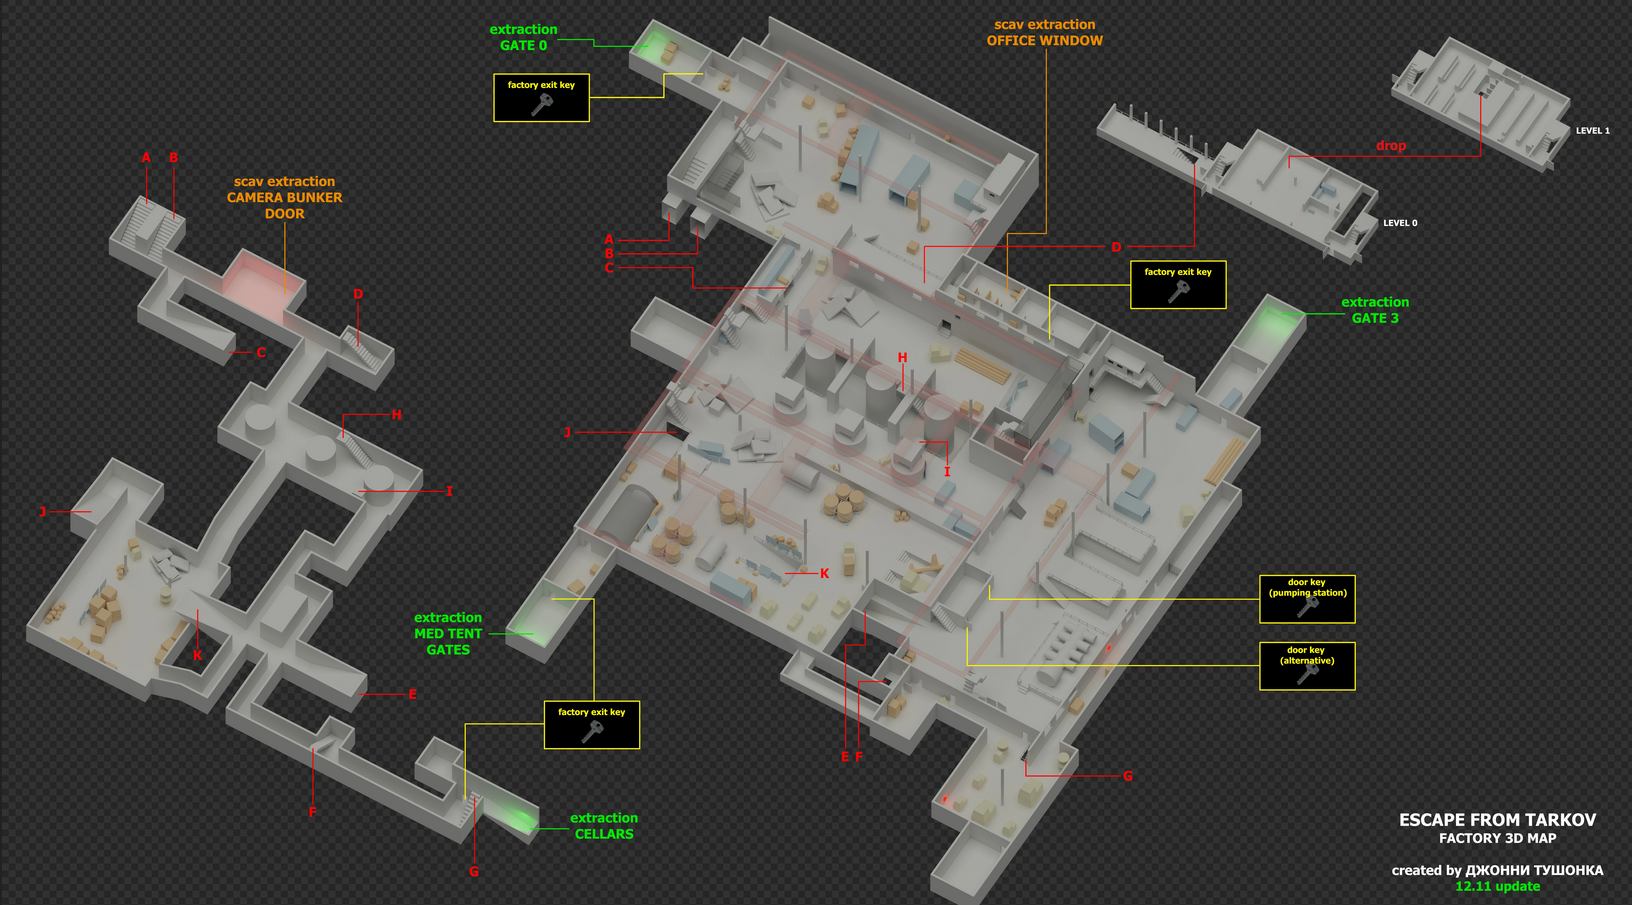 extraction
GATE 0
factory exit key
scav extraction
OFFICE WINDOW
LEVEL 1
drop
LEVEL 0
A
B
scav extraction
CAMERA BUNKER
DOOR
A
B
C
D
factory exit key
extraction
GATE 3
D
C
H
H
J
I
I
J
K
K
extraction
MED TENT
GATES
door key
(pumping station)
door key
(alternative)
E
factory exit key
F
E
F
G
extraction
CELLARS
G
ESCAPE FROM TARKOV
FACTORY 3D MAP
created by ДЖОННИ ТУШОНКА
12.11 update